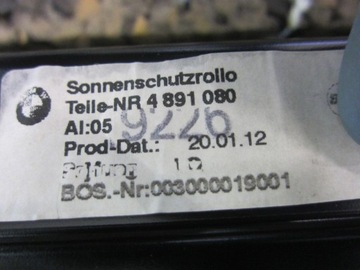 Sonnenschutzrollo
Teile-NR 4 891 080
AI:05 9226
Prod-Dat.: 20.01.12
BOS.-Nr:003000019001